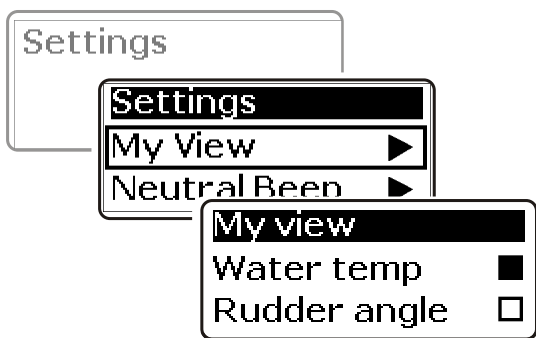 Settings
Settings
My View
Neutral Beep
My view
Water temp
Rudder angle